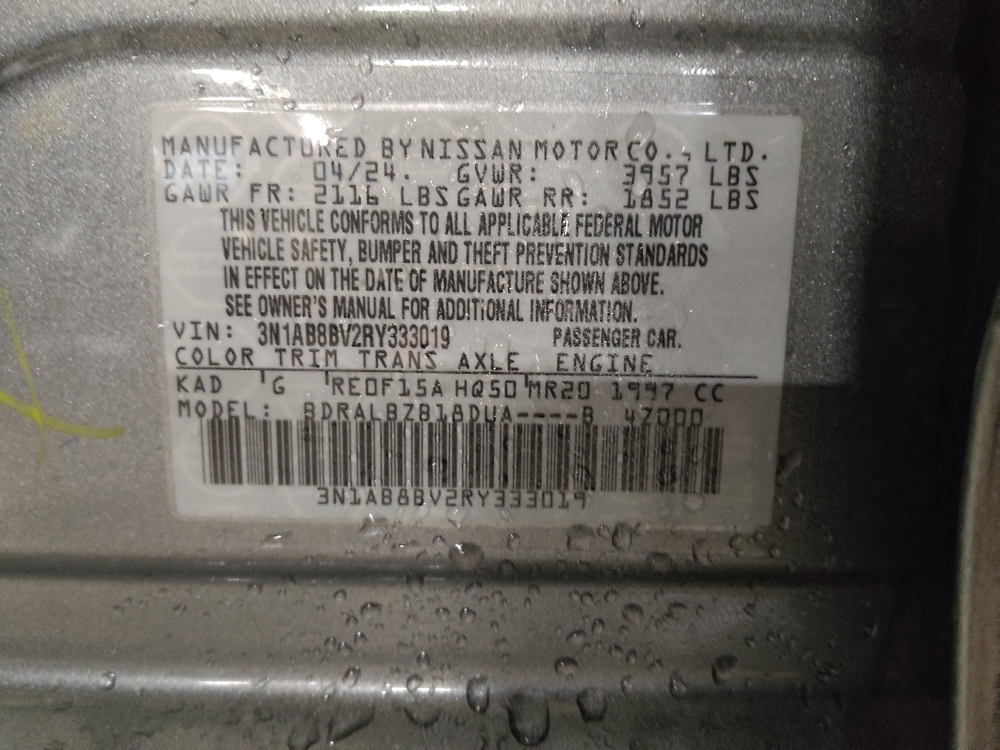 MANUFACTURED BY NISSAN MOTOR CO., LTD.
DATE: 04/24. GVWR: 3957 LBS
GAWR FR: 2116 LBS GAWR RR: 1852 LBS
THIS VEHICLE CONFORMS TO ALL APPLICABLE FEDERAL MOTOR
VEHICLE SAFETY, BUMPER AND THEFT PREVENTION STANDARDS
IN EFFECT ON THE DATE OF MANUFACTURE SHOWN ABOVE.
SEE OWNER'S MANUAL FOR ADDITIONAL INFORMATION.
VIN: 3N1AB8BV2RY333019 PASSENGER CAR.
COLOR TRIM TRANS AXLE ENGINE
KAD G RE0F15A HQ50 MR20 1997 CC
MODEL: BDRALBZB18DUA----B 47000
3N1AB8BV2RY333019